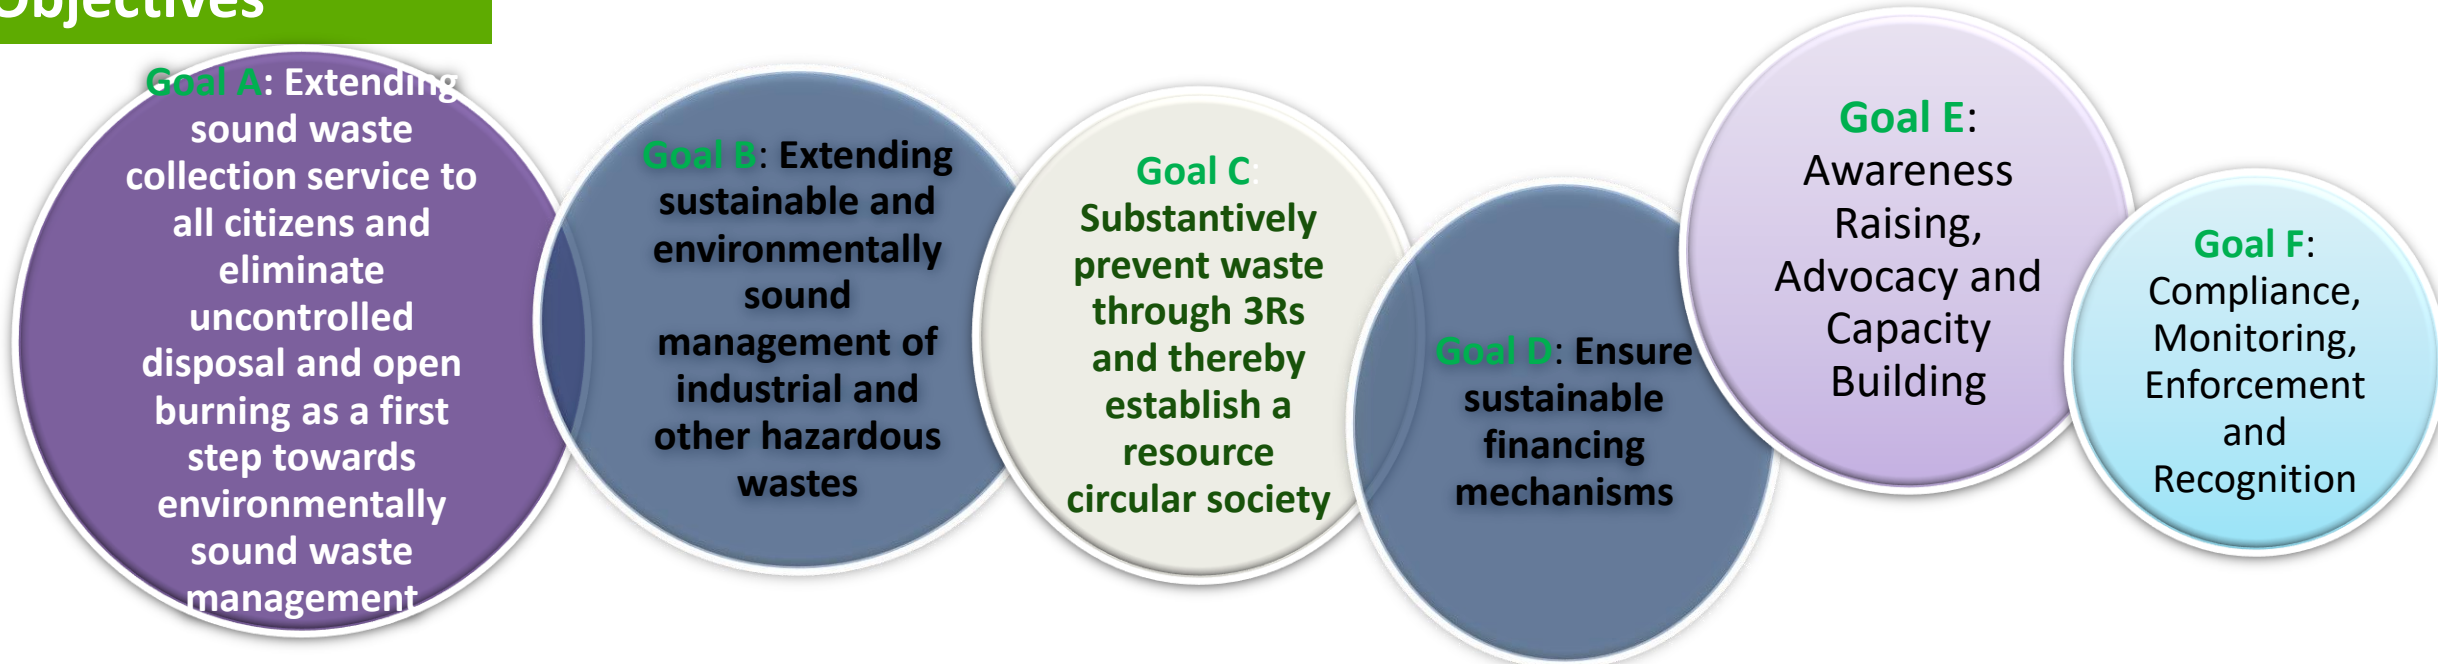 Objectives
Goal A: Extending
sound waste
collection service to
all citizens and
eliminate
uncontrolled
disposal and open
burning as a first
step towards
environmentally
sound waste
management
Goal B: Extending
sustainable and
environmentally
sound
management of
industrial and
other hazardous
wastes
Goal C:
Substantively
prevent waste
through 3Rs
and thereby
establish a
resource
circular society
Goal D: Ensure
sustainable
financing
mechanisms
Goal E:
Awareness
Raising,
Advocacy and
Capacity
Building
Goal F:
Compliance,
Monitoring,
Enforcement
and
Recognition